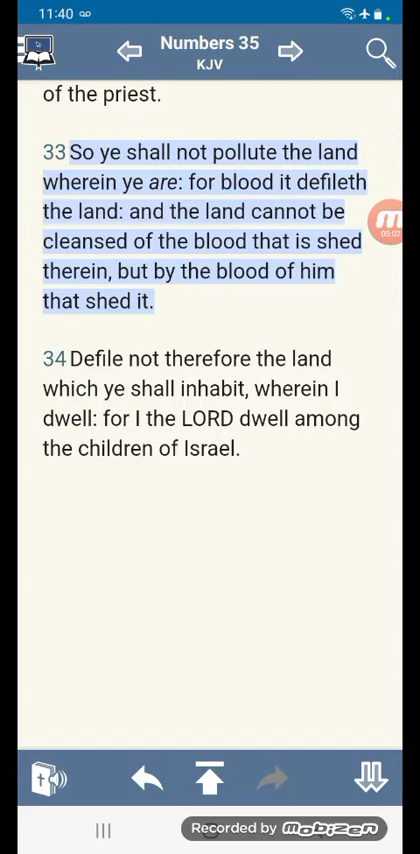 11:40
Numbers 35
KJV
of the priest.
33 So ye shall not pollute the land
wherein ye are: for blood it defileth
the land: and the land cannot be
cleansed of the blood that is shed
therein, but by the blood of him
that shed it.
34 Defile not therefore the land
which ye shall inhabit, wherein I
dwell: for I the LORD dwell among
the children of Israel.
05:02
Recorded by mobizen